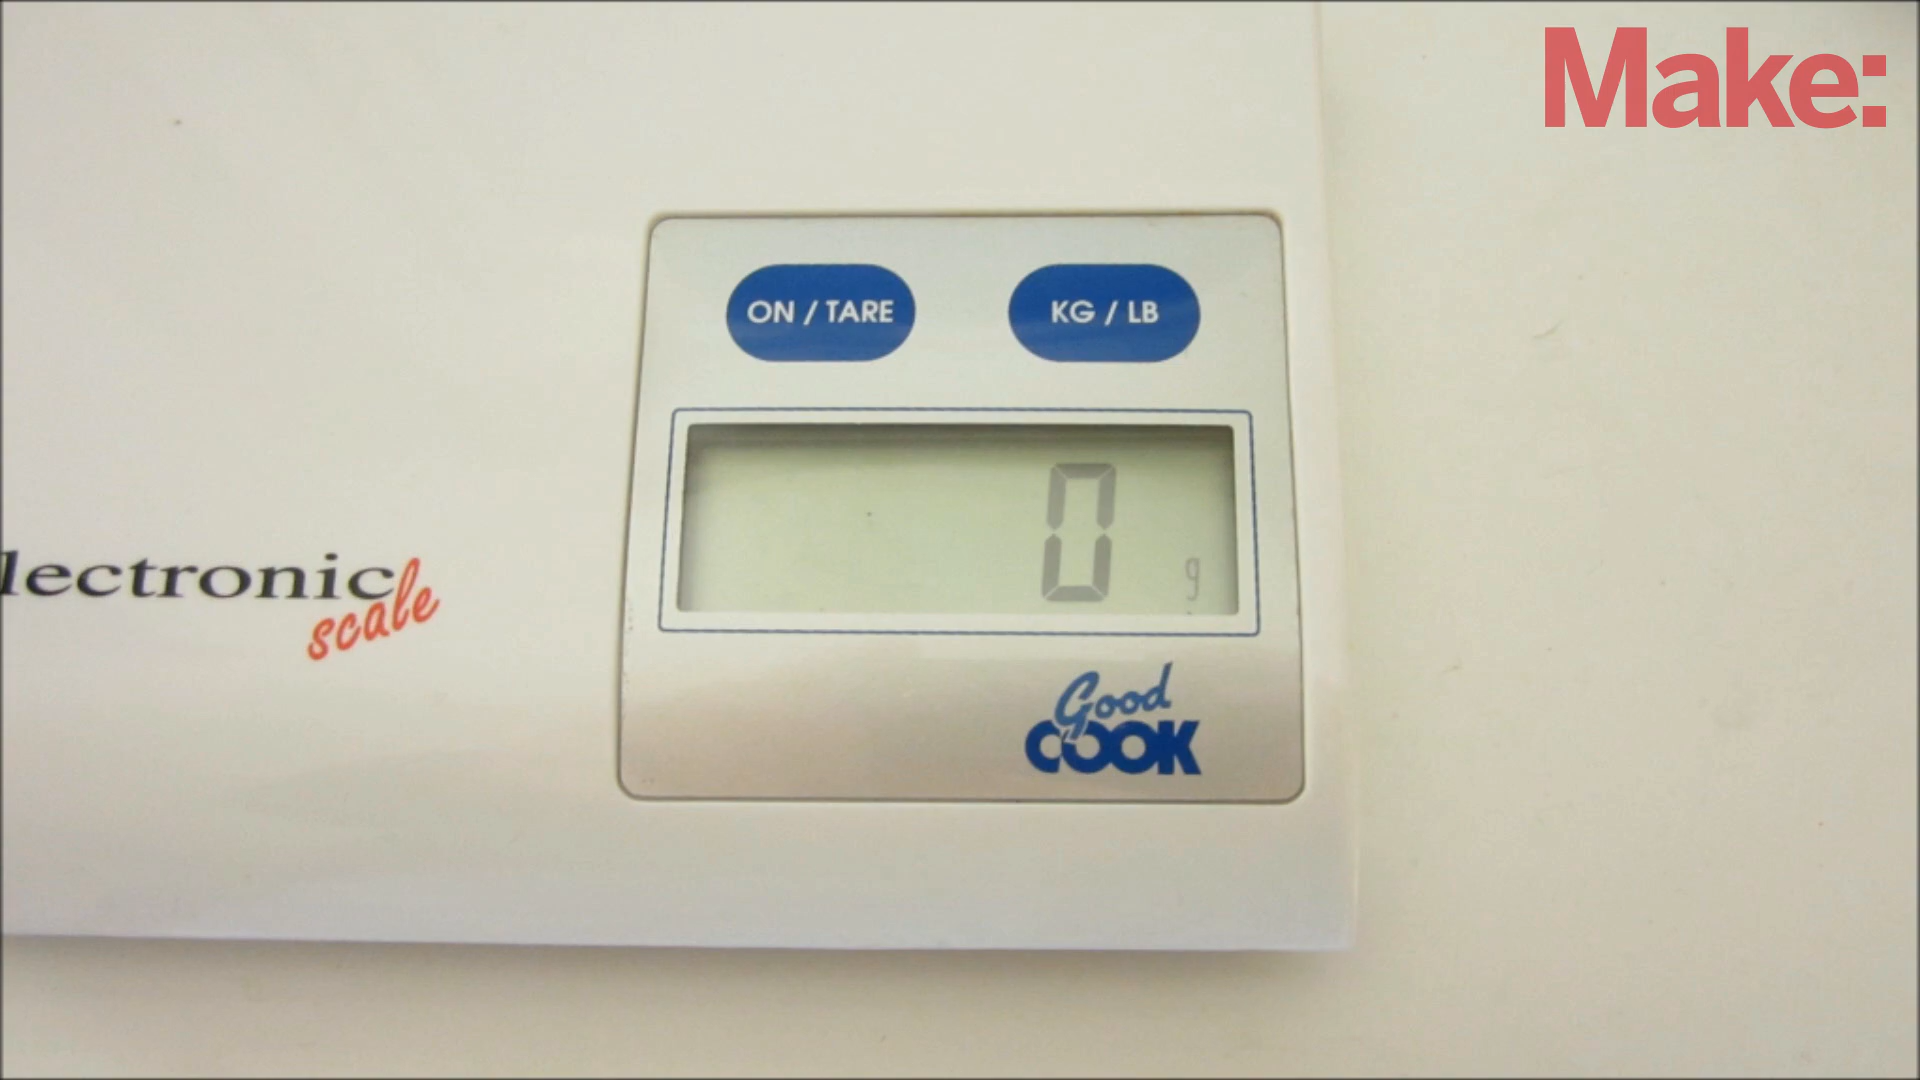 Make:
ON / TARE
KG / LB
0 g
lectronic
scale
Good
COOK